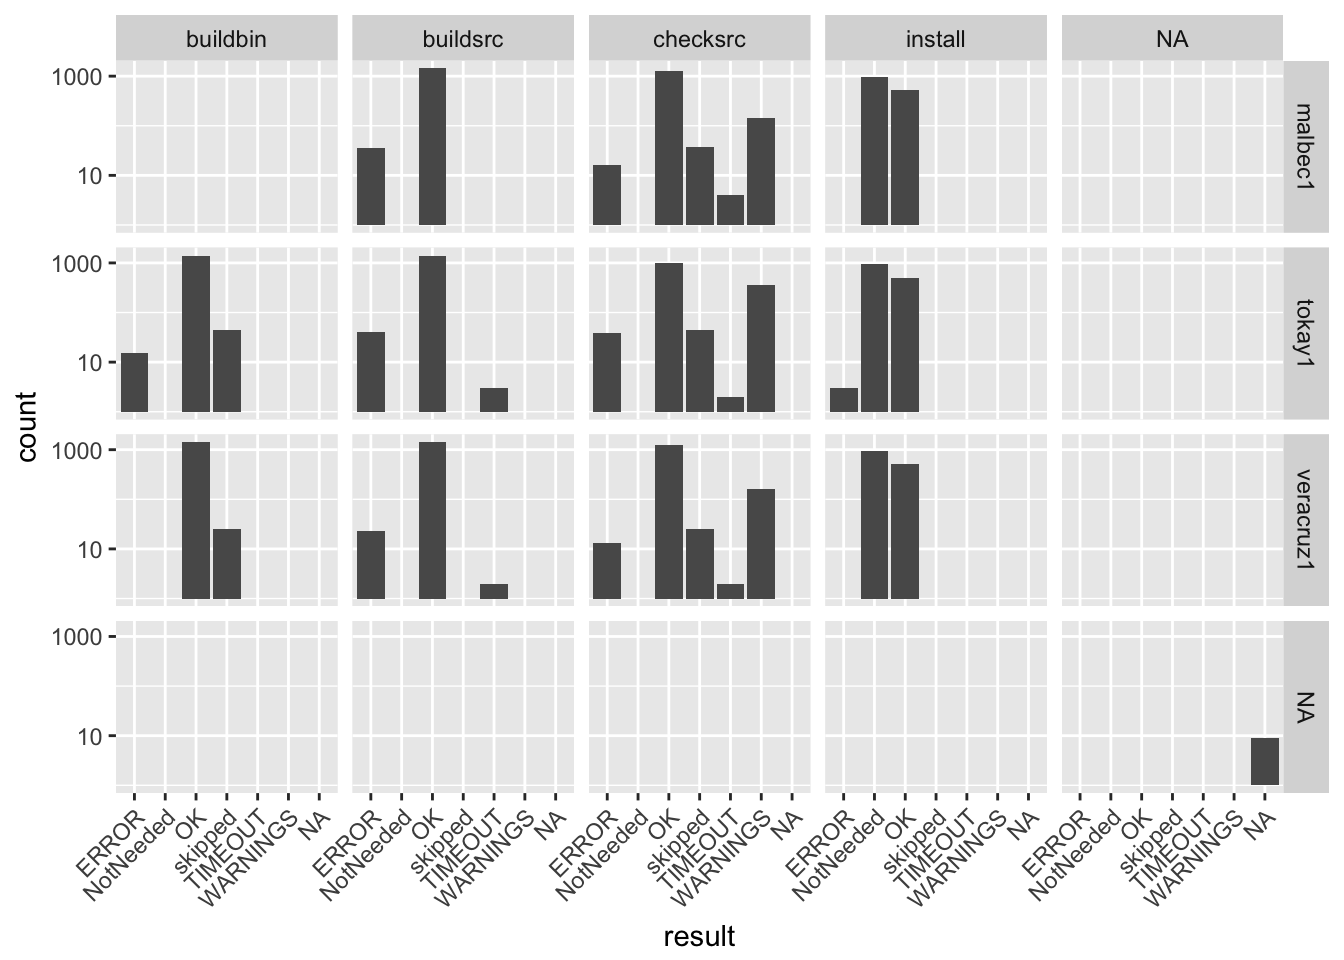 buildbin buildsrc checksrc install NA
1000
10
malbec1
1000
10
tokay1
count
1000
10
veracruz1
1000
10
NA
ERROR NotNeeded OK skipped TIMEOUT WARNINGS NA ERROR NotNeeded OK skipped TIMEOUT WARNINGS NA ERROR NotNeeded OK skipped TIMEOUT WARNINGS NA ERROR NotNeeded OK skipped TIMEOUT WARNINGS NA ERROR NotNeeded OK skipped TIMEOUT WARNINGS NA
result